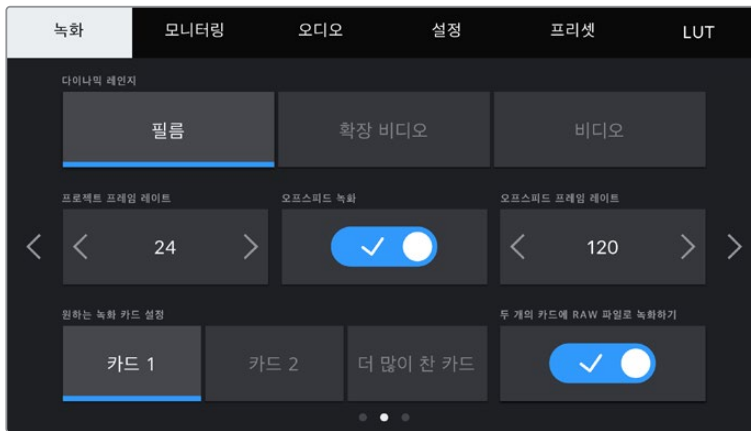 녹화 모니터링 오디오 설정 프리셋 LUT
다이나믹 레인지
필름 확장 비디오 비디오
프로젝트 프레임 레이트 오프스피드 녹화 오프스피드 프레임 레이트
24 120
원하는 녹화 카드 설정 두 개의 카드에 RAW 파일로 녹화하기
카드 1 카드 2 더 많이 찬 카드